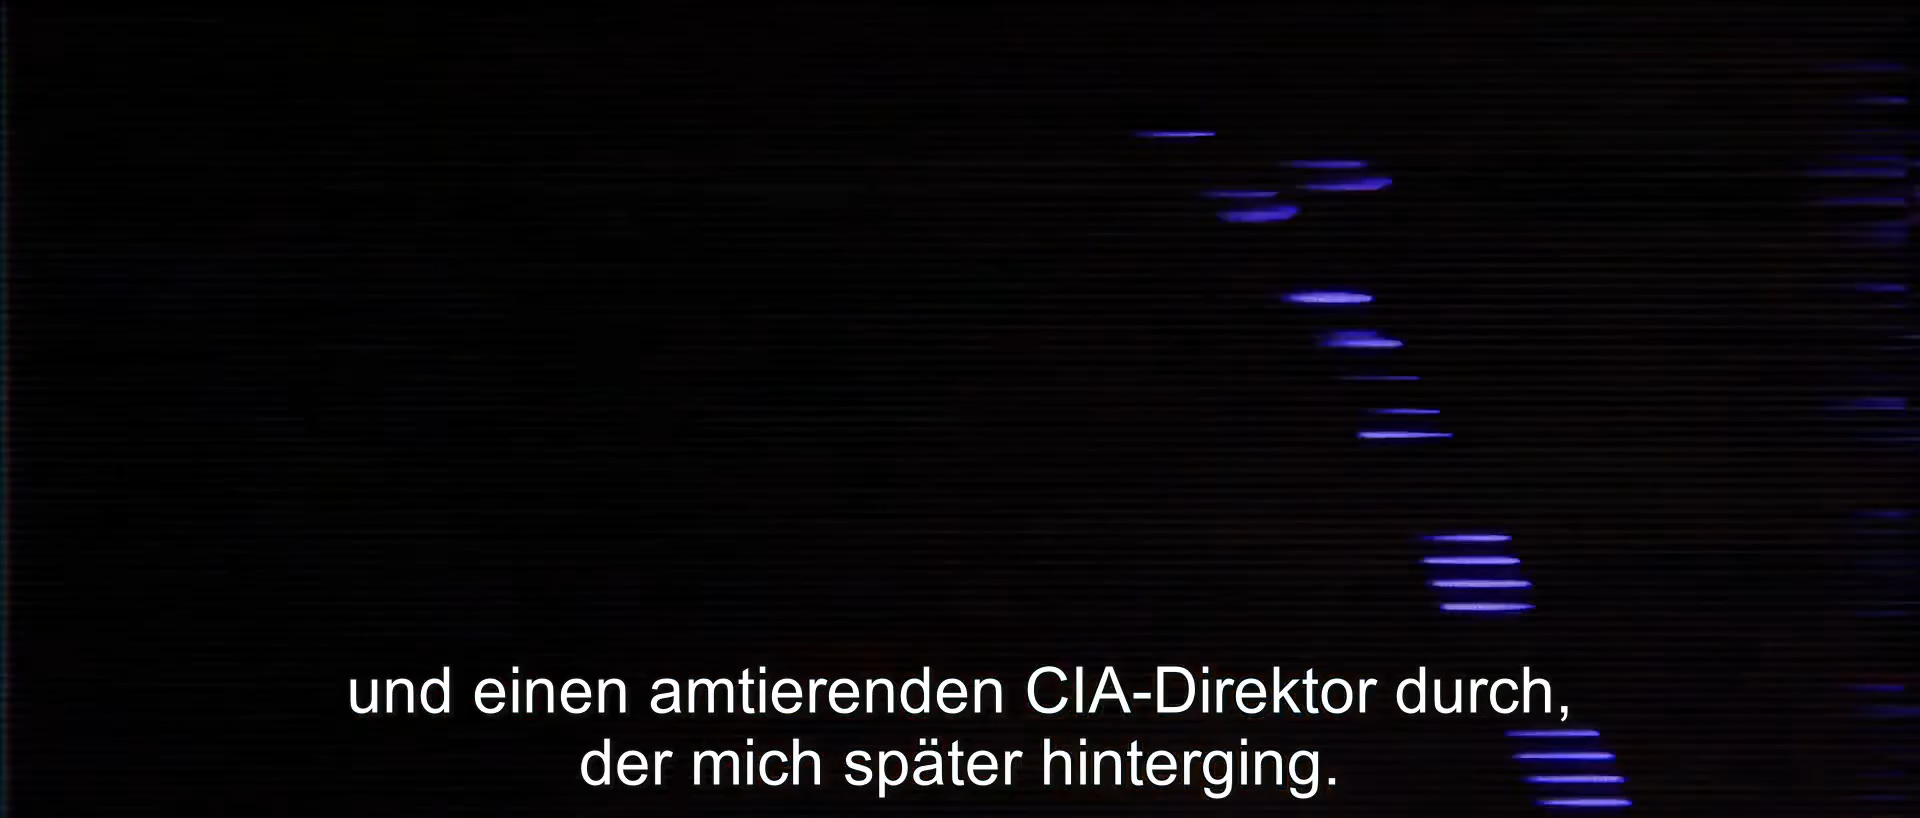 und einen amtierenden CIA-Direktor durch,
der mich später hinterging.